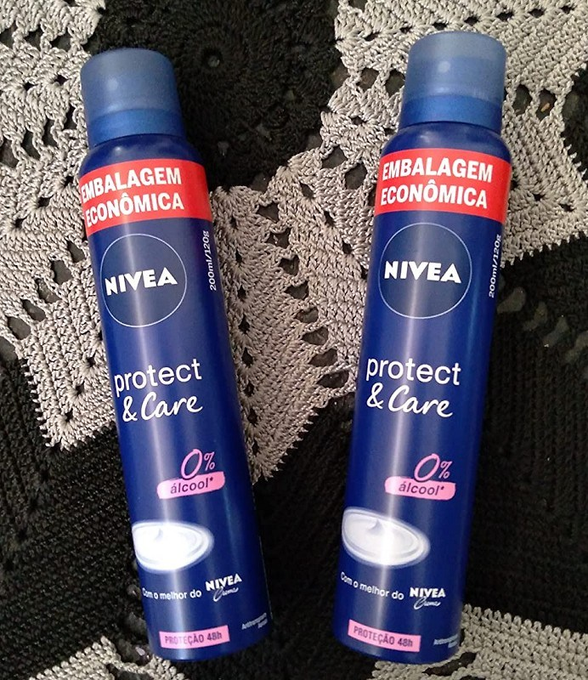 EMBALAGEM
ECONÔMICA
NIVEA
200ml/120g
protect
& Care
0%
álcool*
Com o melhor do NIVEA
Creme
PROTEÇÃO 48h
EMBALAGEM
ECONÔMICA
NIVEA
200ml/120g
protect
& Care
0%
álcool*
Com o melhor do NIVEA
Creme
PROTEÇÃO 48h